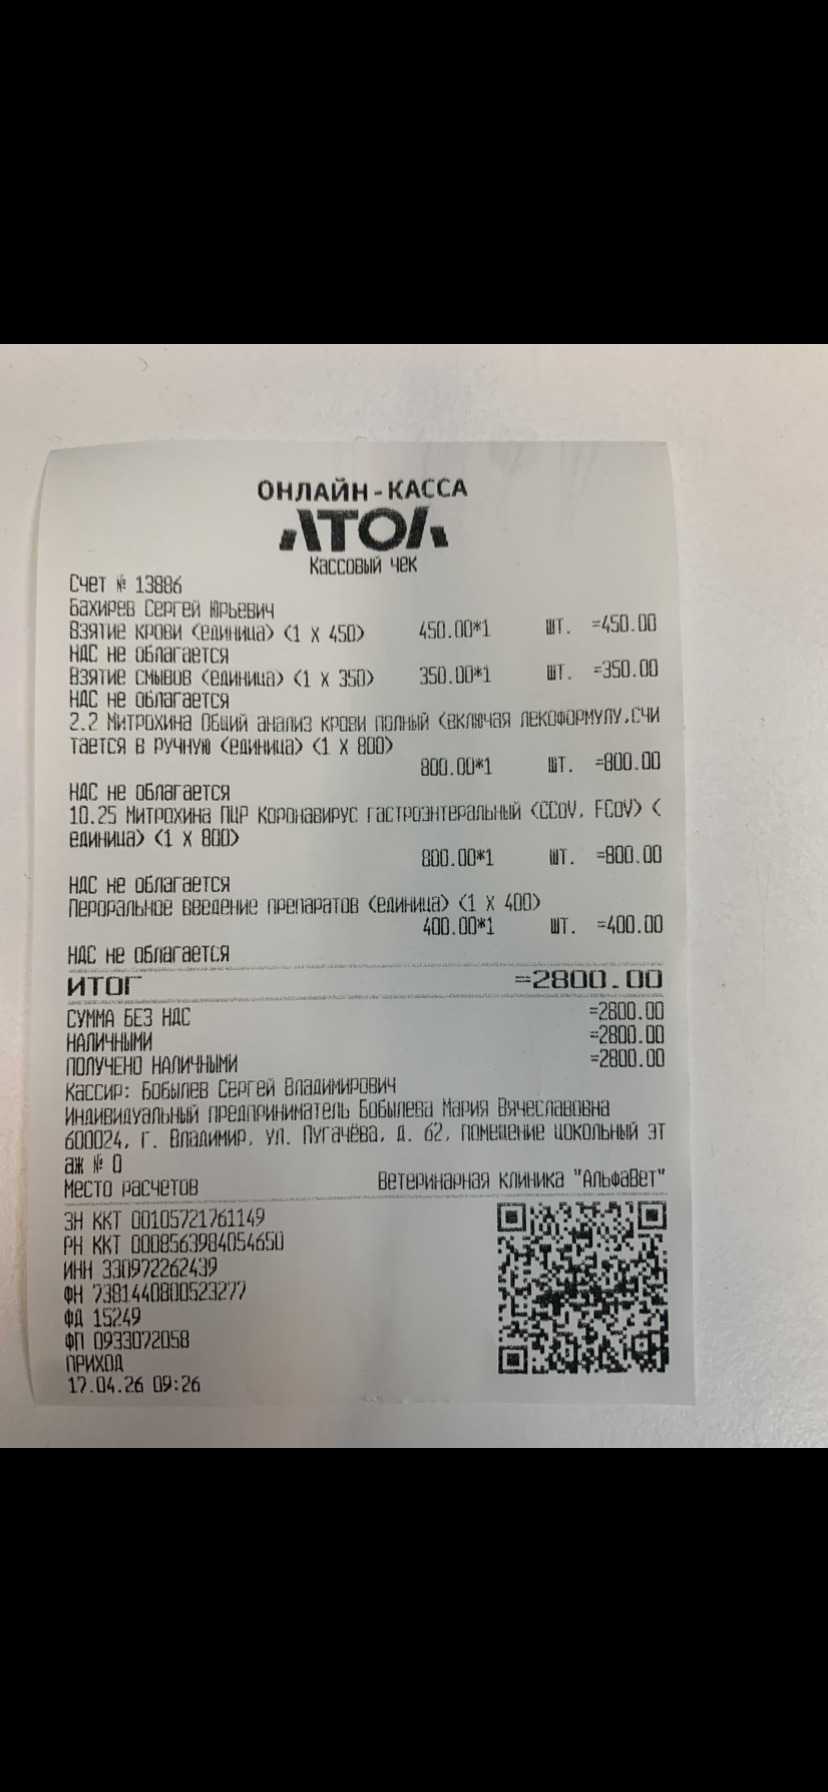 ОНЛАЙН-КАССА
АТОЛ
Кассовый чек
Счет № 13886
Бахирев Сергей Юрьевич
Взятие крови (единица) (1 X 450) 450.00*1 шт. =450.00
НДС не облагается
Взятие смывов (единица) (1 X 350) 350.00*1 шт. =350.00
НДС не облагается
2.2 Митрохина Общий анализ крови полный (включая лекоформулу,счи
тается в ручную (единица) (1 X 800)
800.00*1 шт. =800.00
НДС не облагается
10.25 Митрохина ПЦР Коронавирус гастроэнтеральный (CCoV, FCoV) (
единица) (1 X 800)
800.00*1 шт. =800.00
НДС не облагается
Пероральное введение препаратов (единица) (1 X 400)
400.00*1 шт. =400.00
НДС не облагается
ИТОГ =2800.00
СУММА БЕЗ НДС =2800.00
НАЛИЧНЫМИ =2800.00
ПОЛУЧЕНО НАЛИЧНЫМИ =2800.00
Кассир: Бобылев Сергей Владимирович
Индивидуальный предприниматель Бобылева Мария Вячеславовна
600024, г. Владимир, ул. Пугачёва, д. 62, помещение цокольный эт
аж № 0
Место расчетов Ветеринарная клиника "АльфаВет"
ЗН ККТ 00105721761149
РН ККТ 0008563984054650
ИНН 330972262439
ФН 7381440800523277
ФД 15249
ФП 0933072058
ПРИХОД
17.04.26 09:26